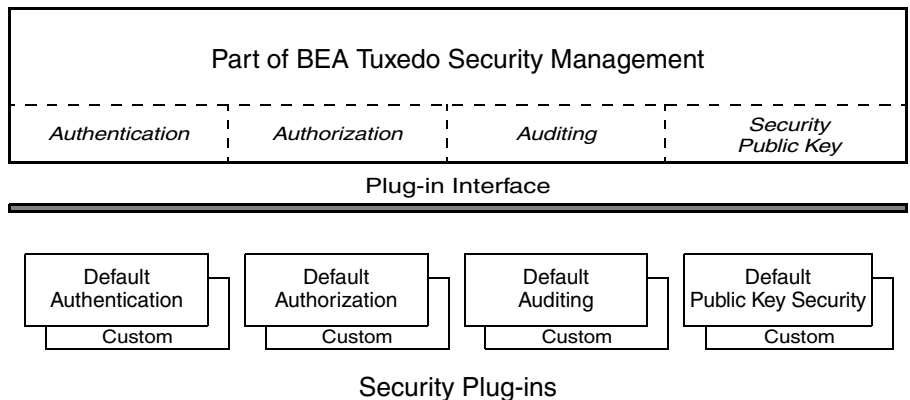 Part of BEA Tuxedo Security Management
Authentication
Authorization
Auditing
Security
Public Key
Plug-in Interface
Default
Authentication
Custom
Default
Authorization
Custom
Default
Auditing
Custom
Default
Public Key Security
Custom
Security Plug-ins